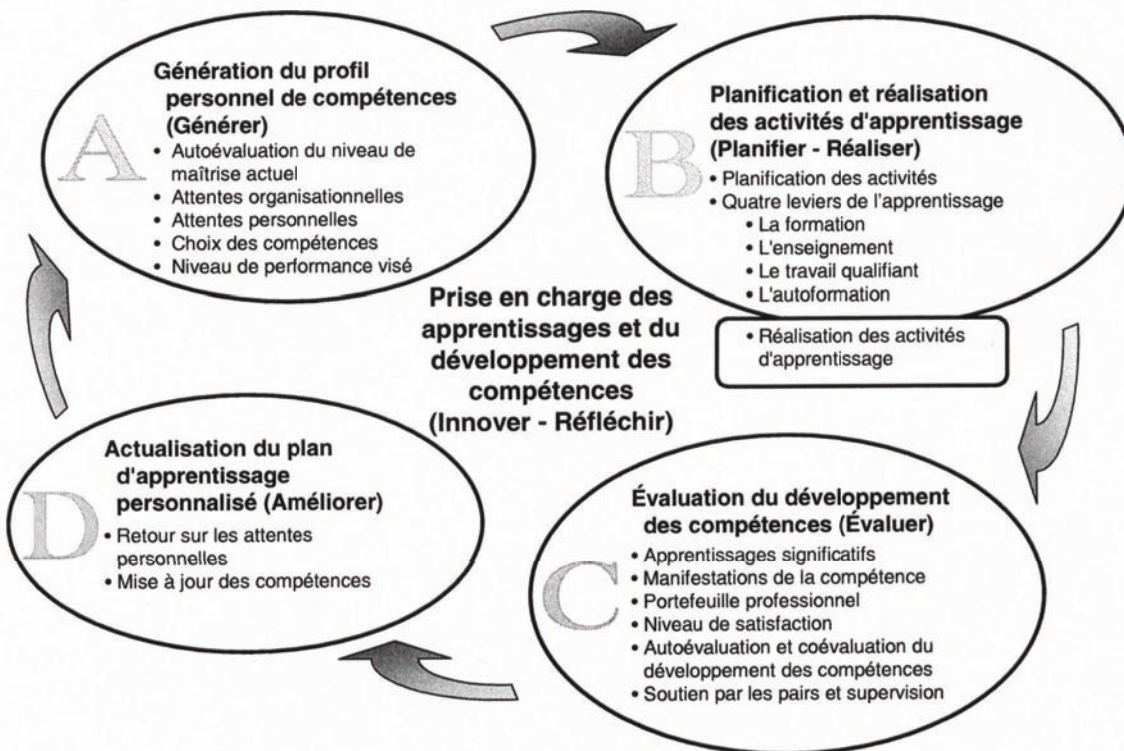 A
Génération du profil
personnel de compétences
(Générer)
• Autoévaluation du niveau de
maîtrise actuel
• Attentes organisationnelles
• Attentes personnelles
• Choix des compétences
• Niveau de performance visé
B
Planification et réalisation
des activités d'apprentissage
(Planifier - Réaliser)
• Planification des activités
• Quatre leviers de l'apprentissage
• La formation
• L'enseignement
• Le travail qualifiant
• L'autoformation
• Réalisation des activités
d'apprentissage
Prise en charge des
apprentissages et du
développement des
compétences
(Innover - Réfléchir)
D
Actualisation du plan
d'apprentissage
personnalisé (Améliorer)
• Retour sur les attentes
personnelles
• Mise à jour des compétences
C
Évaluation du développement
des compétences (Évaluer)
• Apprentissages significatifs
• Manifestations de la compétence
• Portefeuille professionnel
• Niveau de satisfaction
• Autoévaluation et coévaluation du
développement des compétences
• Soutien par les pairs et supervision